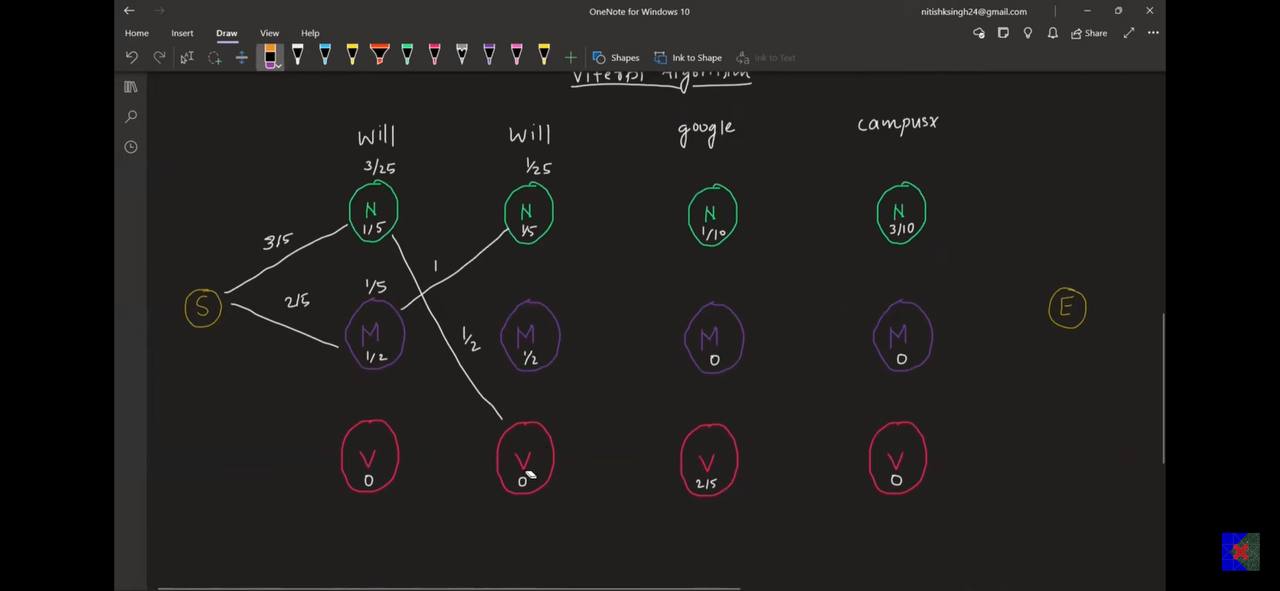 OneNote for Windows 10
nitishksingh24@gmail.com
Home Insert Draw View Help
Share
Shapes Ink to Shape Ink to Text
Viterbi Algorithm
Will Will google campusx
3/25 1/25
N N N N
1/5 1/5 1/10 3/10
3/5
1
1/5
2/5
S E
M M M M
1/2 1/2 0 0
1/2
V V V V
0 0 2/5 0